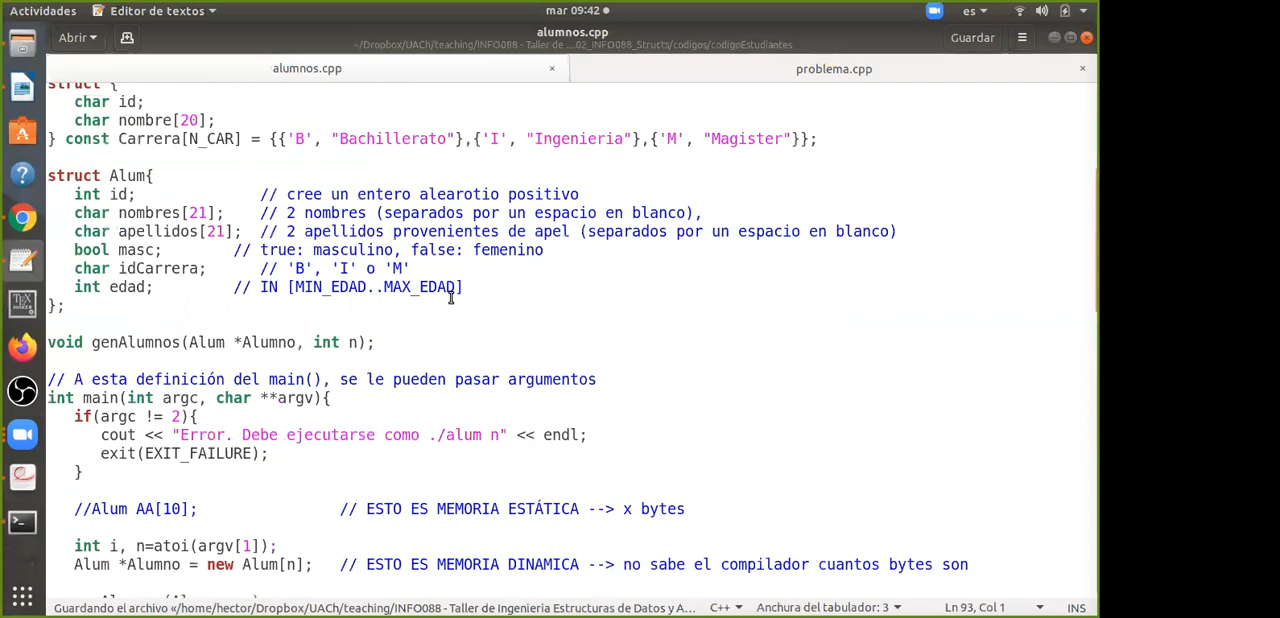 Actividades
Editor de textos
mar 09:42
es
Abrir
alumnos.cpp
~/Dropbox/UACh/teaching/INFO088 - Taller de ...02_INFO088_Structs/codigos/codigoEstudiantes
Guardar
alumnos.cpp ×
problema.cpp ×
struct {
char id;
char nombre[20];
} const Carrera[N_CAR] = {{'B', "Bachillerato"},{'I', "Ingenieria"},{'M', "Magister"}};
struct Alum{
int id; // cree un entero alearotio positivo
char nombres[21]; // 2 nombres (separados por un espacio en blanco),
char apellidos[21]; // 2 apellidos provenientes de apel (separados por un espacio en blanco)
bool masc; // true: masculino, false: femenino
char idCarrera; // 'B', 'I' o 'M'
int edad; // IN [MIN_EDAD..MAX_EDAD]
};
void genAlumnos(Alum *Alumno, int n);
// A esta definición del main(), se le pueden pasar argumentos
int main(int argc, char **argv){
if(argc != 2){
cout << "Error. Debe ejecutarse como ./alum n" << endl;
exit(EXIT_FAILURE);
}
//Alum AA[10]; // ESTO ES MEMORIA ESTÁTICA --> x bytes
int i, n=atoi(argv[1]);
Alum *Alumno = new Alum[n]; // ESTO ES MEMORIA DINAMICA --> no sabe el compilador cuantos bytes son
Guardando el archivo «/home/hector/Dropbox/UACh/teaching/INFO088 - Taller de Ingenieria Estructuras de Datos y A...
C++
Anchura del tabulador: 3
Ln 93, Col 1
INS